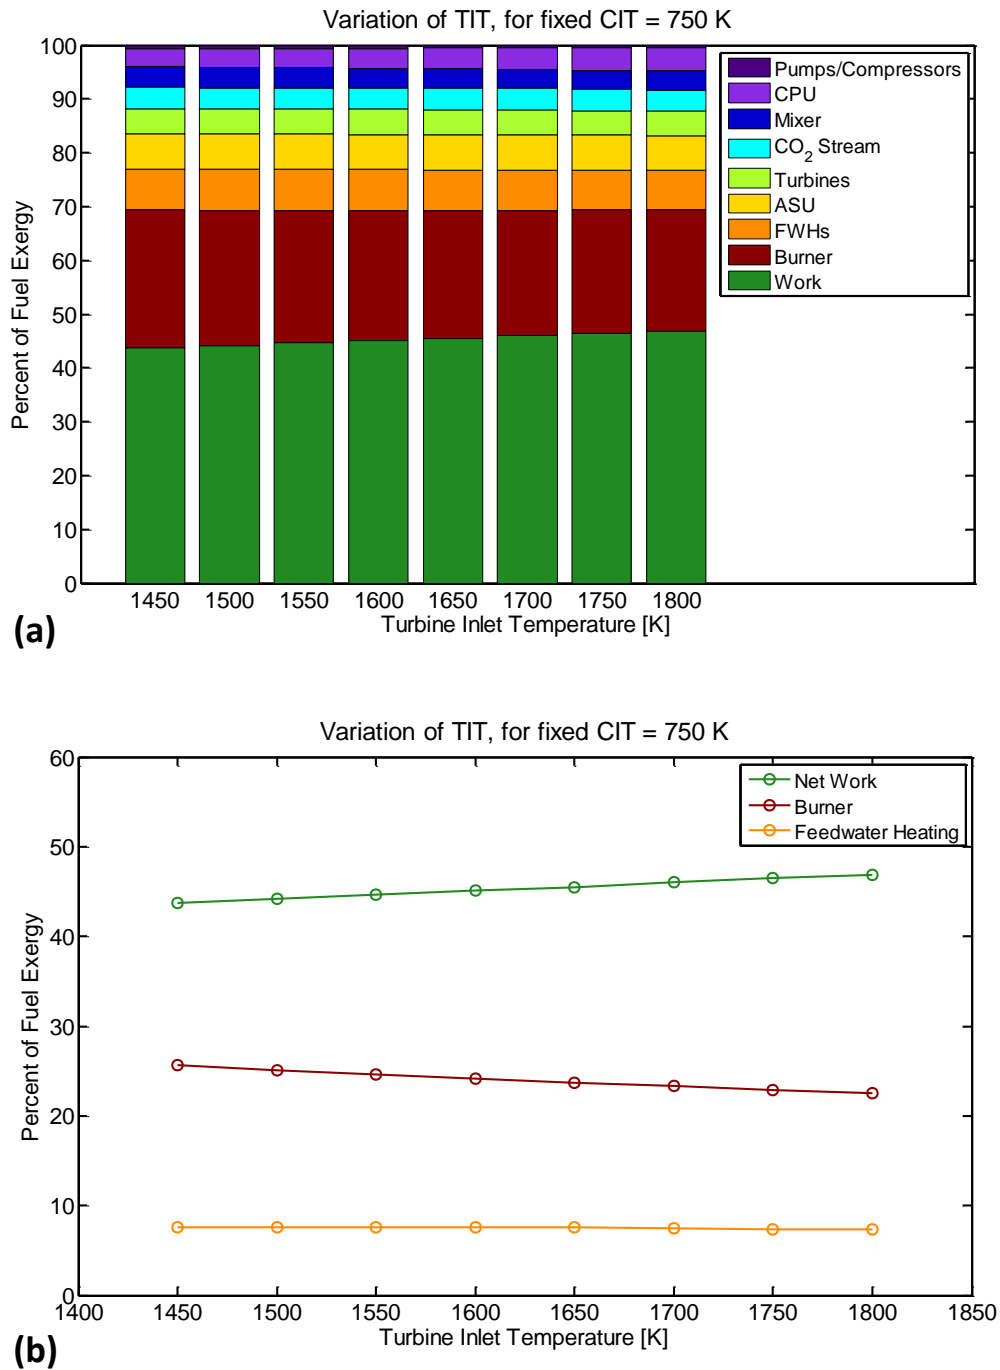 Variation of TIT, for fixed CIT = 750 K
100
90
80
70
60
50
40
30
20
10
0
Percent of Fuel Exergy
Pumps/Compressors
CPU
Mixer
CO2 Stream
Turbines
ASU
FWHs
Burner
Work
1450 1500 1550 1600 1650 1700 1750 1800
Turbine Inlet Temperature [K]
(a)
Variation of TIT, for fixed CIT = 750 K
60
50
40
30
20
10
0
Percent of Fuel Exergy
Net Work
Burner
Feedwater Heating
1400 1450 1500 1550 1600 1650 1700 1750 1800 1850
Turbine Inlet Temperature [K]
(b)